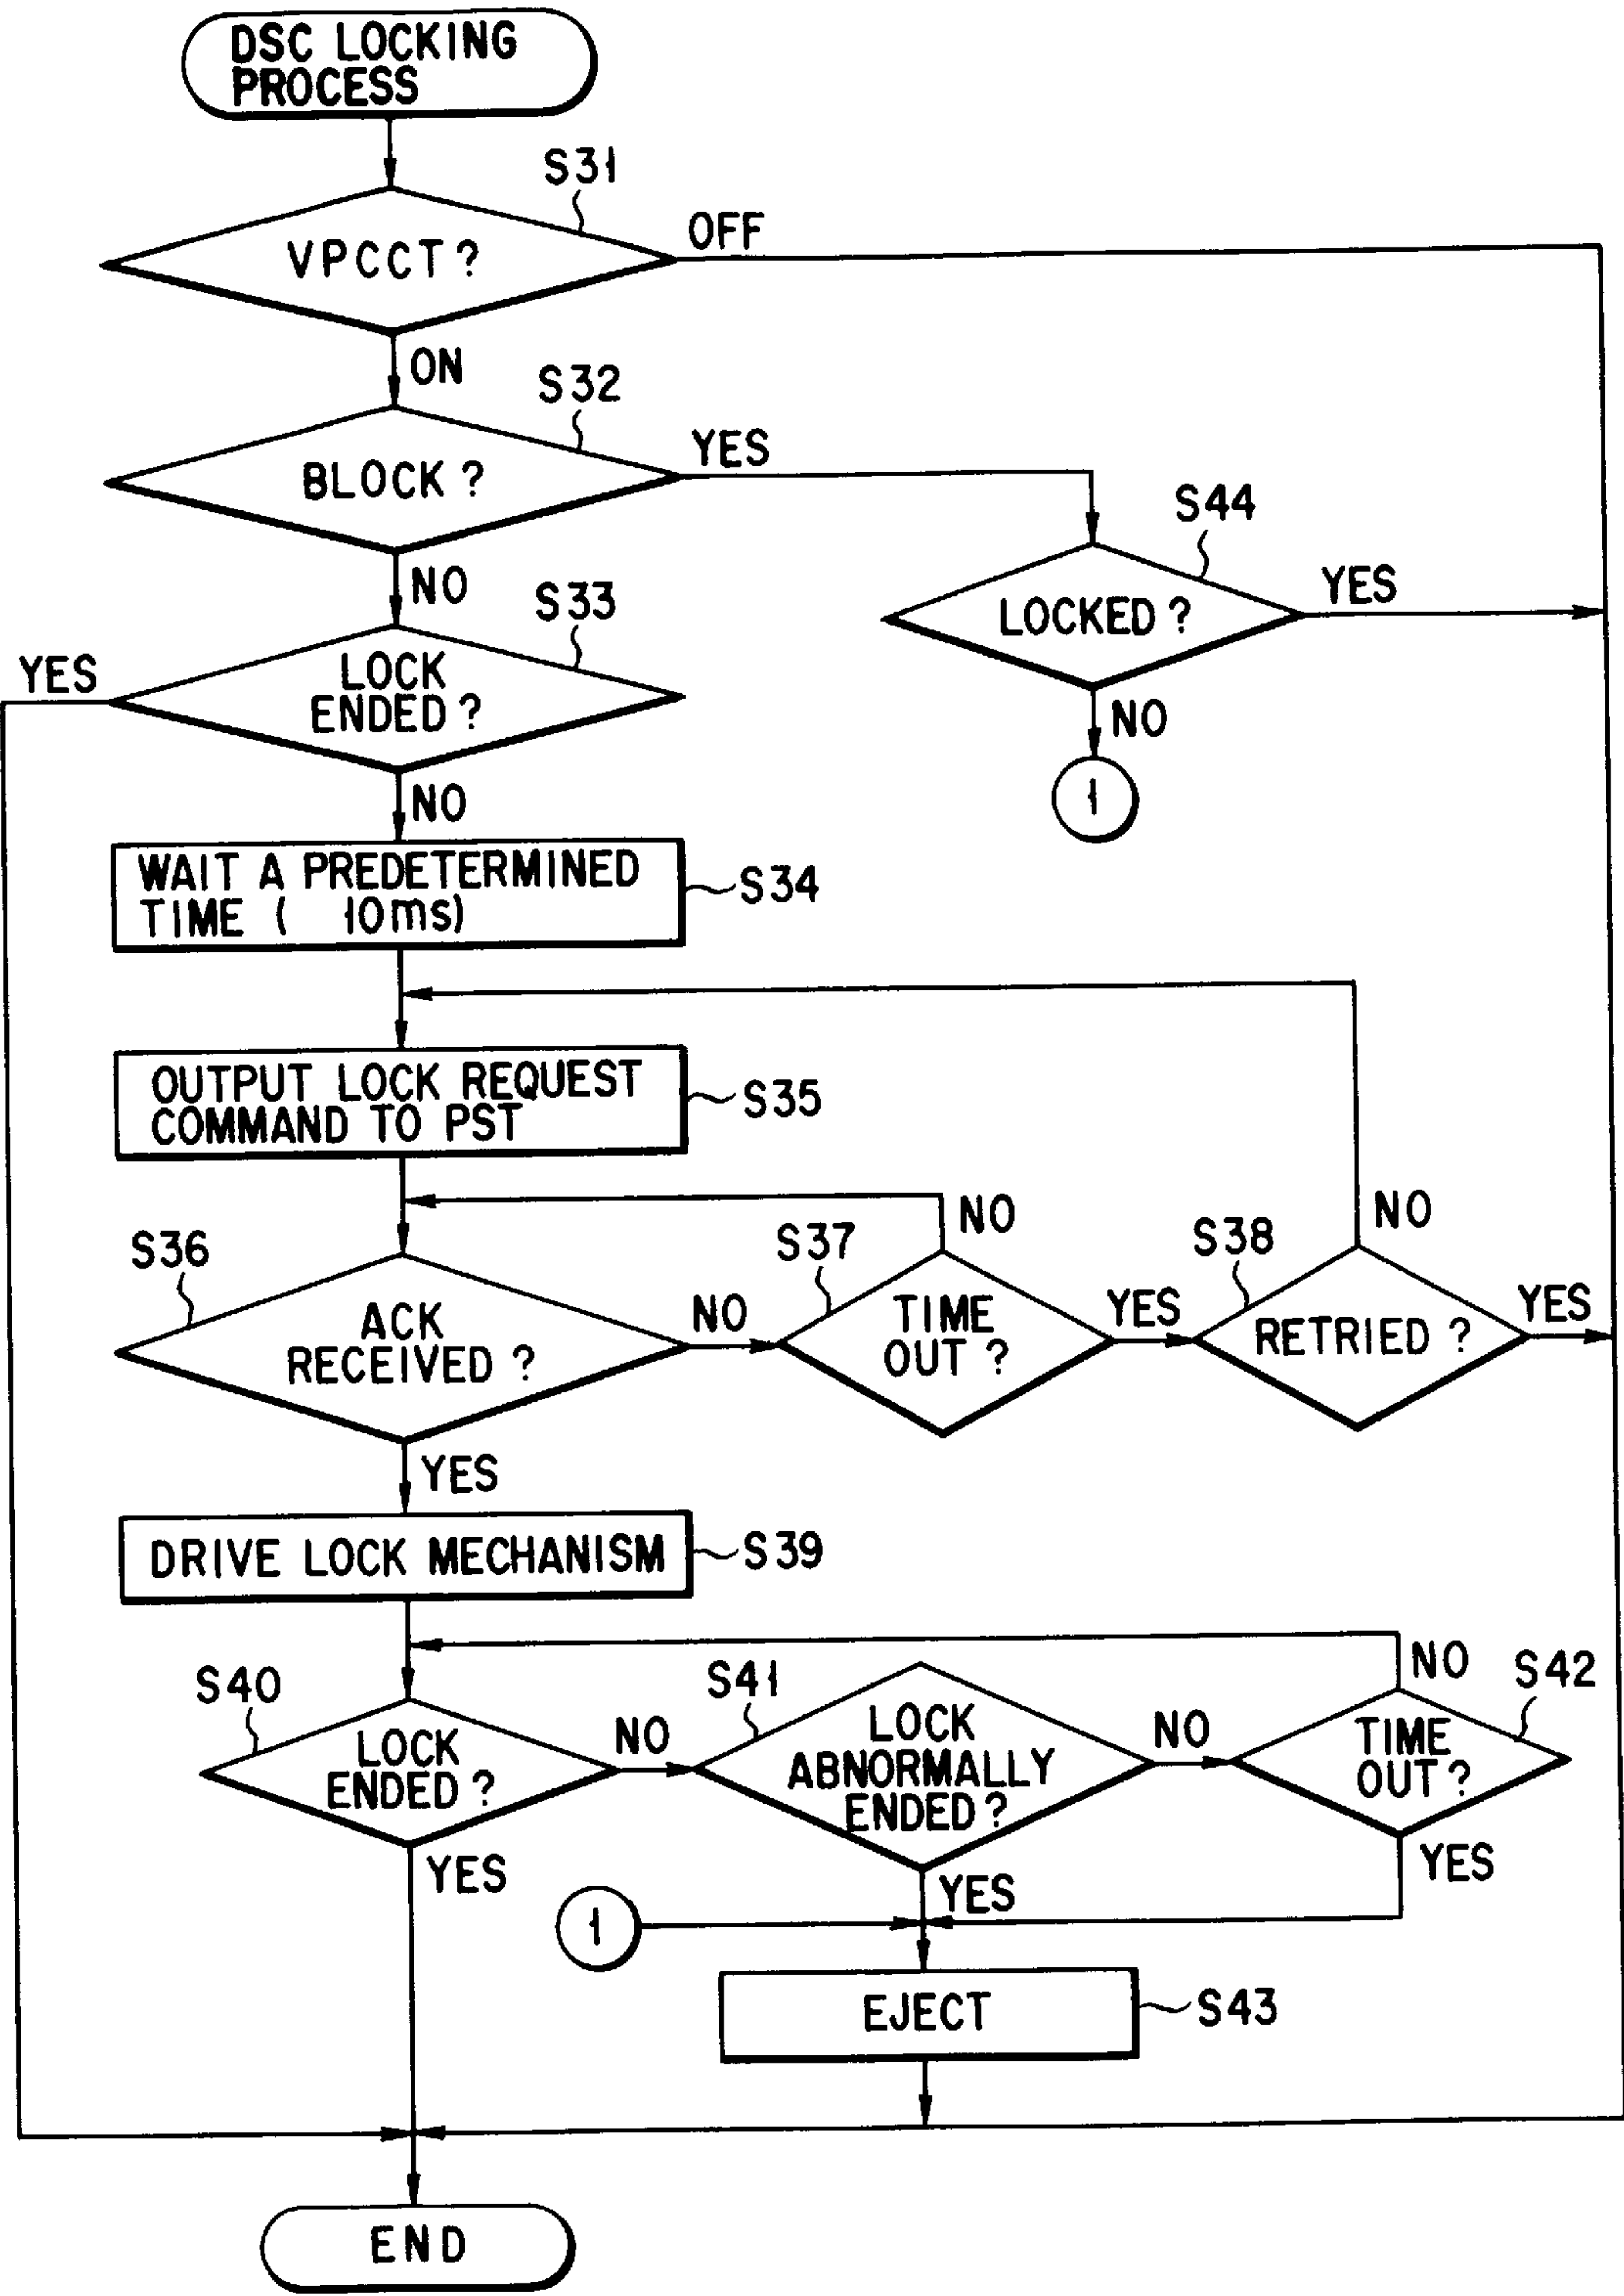 DSC LOCKING
PROCESS
S31
VPCCT?
OFF
ON
S32
BLOCK?
YES
S44
LOCKED?
YES
NO
1
NO
S33
YES
LOCK
ENDED?
NO
WAIT A PREDETERMINED
TIME ( 10ms)
S34
OUTPUT LOCK REQUEST
COMMAND TO PST
S35
S36
ACK
RECEIVED?
NO
S37
TIME
OUT?
NO
YES
S38
RETRIED?
NO
YES
YES
DRIVE LOCK MECHANISM
S39
S40
LOCK
ENDED?
NO
S41
LOCK
ABNORMALLY
ENDED?
NO
S42
TIME
OUT?
NO
YES
YES
YES
1
EJECT
S43
END